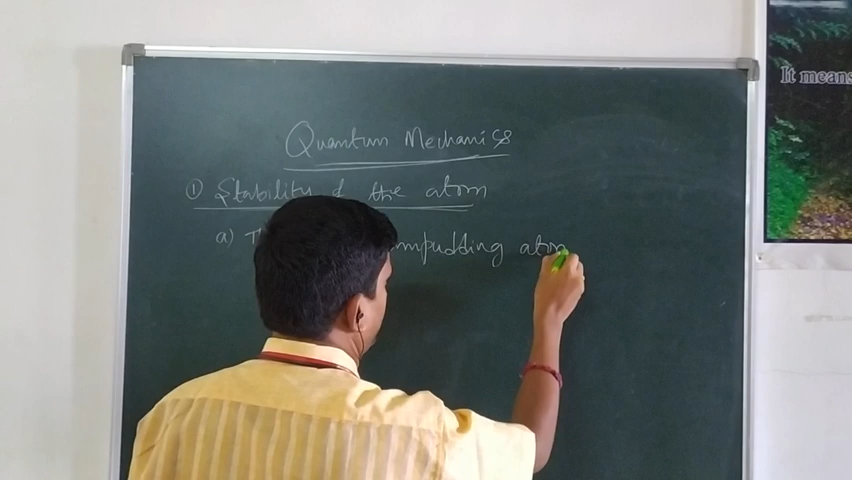 Quantum Mechanics
① Stability of the atom
a) mpudding atom
It means